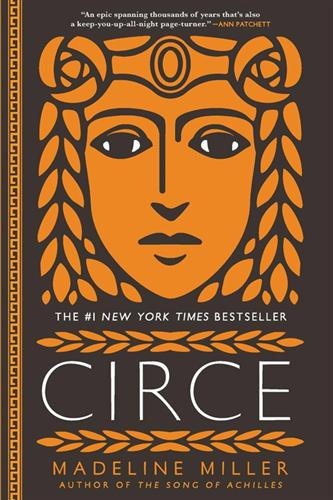 "An epic spanning thousands of years that's also
a keep-you-up-all-night page-turner." —ANN PATCHETT
THE #1 NEW YORK TIMES BESTSELLER
CIRCE
MADELINE MILLER
AUTHOR OF THE SONG OF ACHILLES